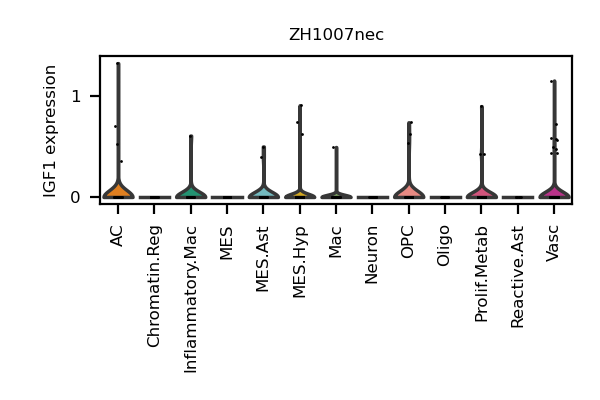 ZH1007nec
IGF1 expression
1
0
AC
Chromatin.Reg
Inflammatory.Mac
MES
MES.Ast
MES.Hyp
Mac
Neuron
OPC
Oligo
Prolif.Metab
Reactive.Ast
Vasc